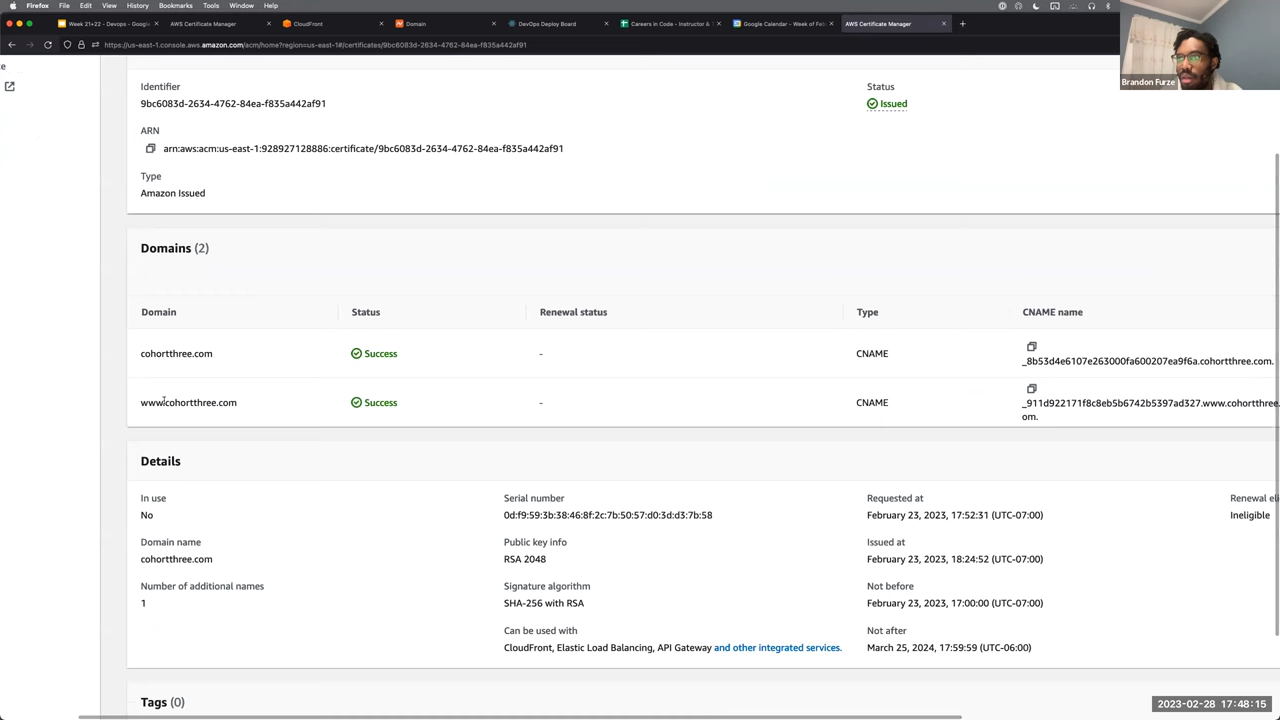 Firefox File Edit View History Bookmarks Tools Window Help
Week 21+22 - Devops - Google AWS Certificate Manager CloudFront Domain DevOps Deploy Board Careers in Code - Instructor & Google Calendar - Week of Feb AWS Certificate Manager
https://us-east-1.console.aws.amazon.com/acm/home?region=us-east-1#/certificates/9bc6083d-2634-4762-84ea-f835a442af91
Brandon Furze
Identifier
9bc6083d-2634-4762-84ea-f835a442af91
Status
Issued
ARN
arn:aws:acm:us-east-1:928927128886:certificate/9bc6083d-2634-4762-84ea-f835a442af91
Type
Amazon Issued
Domains (2)
Domain Status Renewal status Type CNAME name
cohortthree.com Success - CNAME _8b53d4e6107e263000fa600207ea9f6a.cohortthree.com.
www.cohortthree.com Success - CNAME _911d922171f8c8eb5b6742b5397ad327.www.cohortthree.
om.
Details
In use
No
Serial number
0d:f9:59:3b:38:46:8f:2c:7b:50:57:d0:3d:d3:7b:58
Requested at
February 23, 2023, 17:52:31 (UTC-07:00)
Renewal eli
Ineligible
Domain name
cohortthree.com
Public key info
RSA 2048
Issued at
February 23, 2023, 18:24:52 (UTC-07:00)
Number of additional names
1
Signature algorithm
SHA-256 with RSA
Not before
February 23, 2023, 17:00:00 (UTC-07:00)
Can be used with
CloudFront, Elastic Load Balancing, API Gateway and other integrated services.
Not after
March 25, 2024, 17:59:59 (UTC-06:00)
Tags (0)
2023-02-28 17:48:15